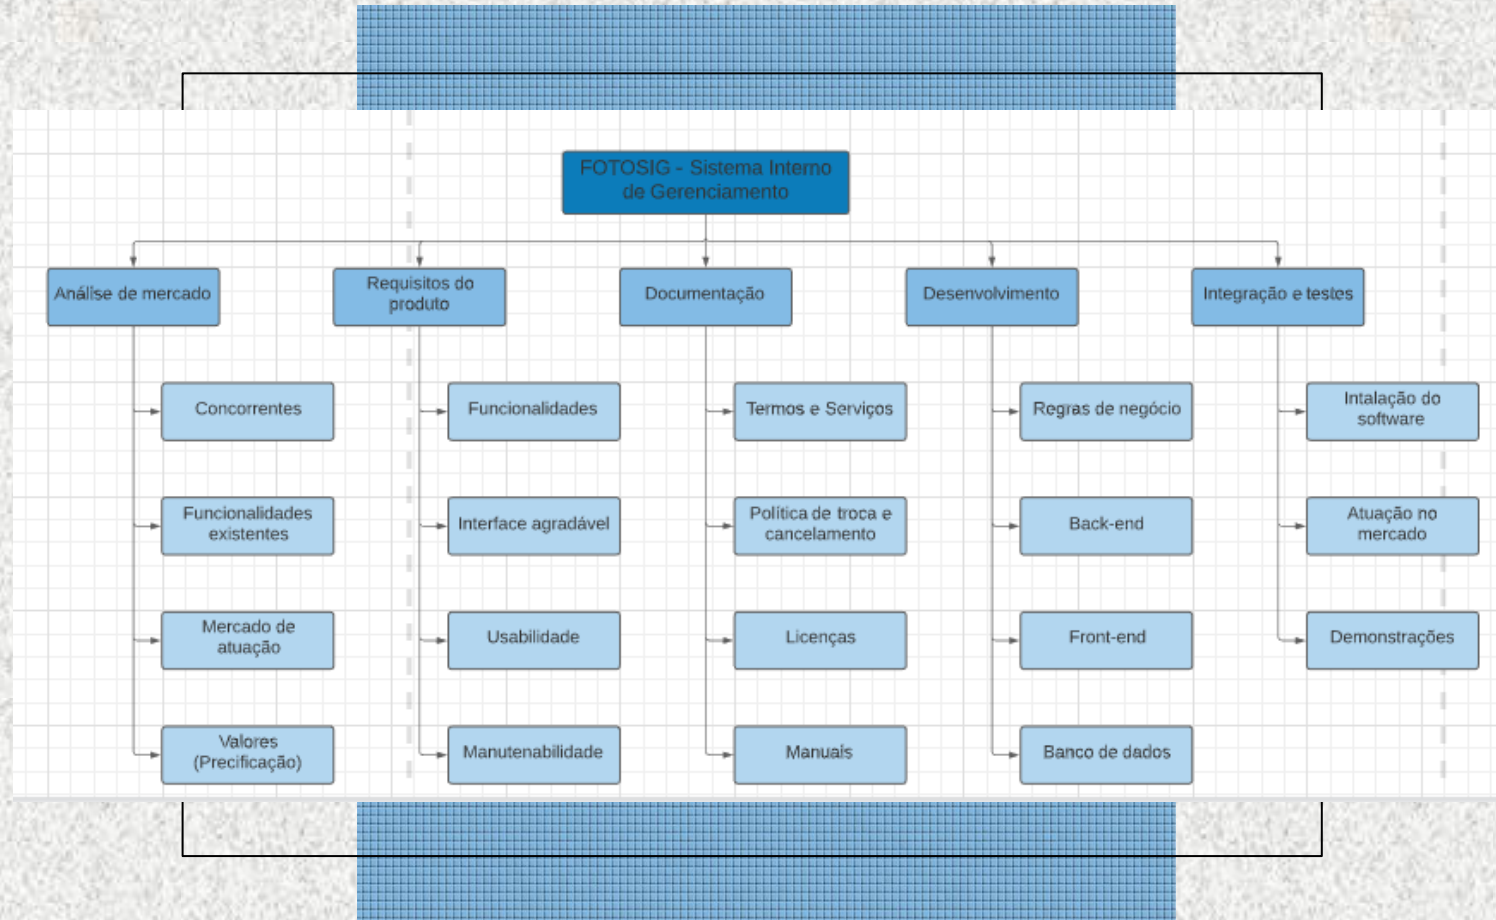 FOTOSIG - Sistema Interno
de Gerenciamento
Análise de mercado
Requisitos do
produto
Documentação
Desenvolvimento
Integração e testes
Concorrentes
Funcionalidades
Termos e Serviços
Regras de negócio
Intalação do
software
Funcionalidades
existentes
Interface agradável
Política de troca e
cancelamento
Back-end
Atuação no
mercado
Mercado de
atuação
Usabilidade
Licenças
Front-end
Demonstrações
Valores
(Precificação)
Manutenabilidade
Manuais
Banco de dados